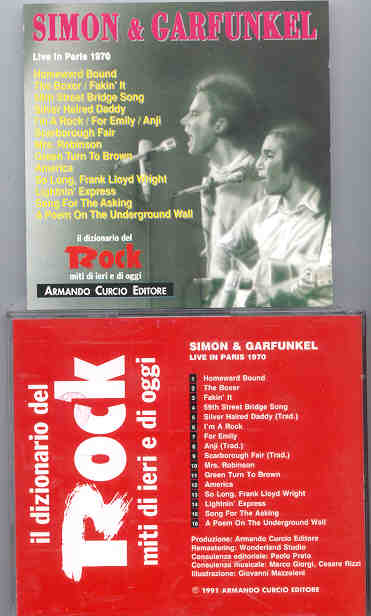 SIMON & GARFUNKEL
Live In Paris 1970
Homeward Bound
The Boxer / Fakin' It
59th Street Bridge Song
Silver Haired Daddy
I'm A Rock / For Emily / Anji
Scarborough Fair
Mrs. Robinson
Green Turn To Brown
America
So Long, Frank Lloyd Wright
Lightnin' Express
Song For The Asking
A Poem On The Underground Wall
il dizionario del
Rock
miti di ieri e di oggi
ARMANDO CURCIO EDITORE
il dizionario del
Rock
miti di ieri e di oggi
SIMON & GARFUNKEL
LIVE IN PARIS 1970
1 Homeward Bound
2 The Boxer
3 Fakin' It
4 59th Street Bridge Song
5 Silver Haired Daddy (Trad.)
6 I'm A Rock
7 For Emily
8 Anji (Trad.)
9 Scarborough Fair (Trad.)
10 Mrs. Robinson
11 Green Turn To Brown
12 America
13 So Long, Frank Lloyd Wright
14 Lightnin' Express
15 Song For The Asking
16 A Poem On The Underground Wall
Produzione: Armando Curcio Editore
Remastering: Wonderland Studio
Consulenza editoriale: Paolo Prato
Consulenza musicale: Marco Giorgi, Cesare Rizzi
Illustrazione: Giovanni Mazzoleni
© 1991 ARMANDO CURCIO EDITORE